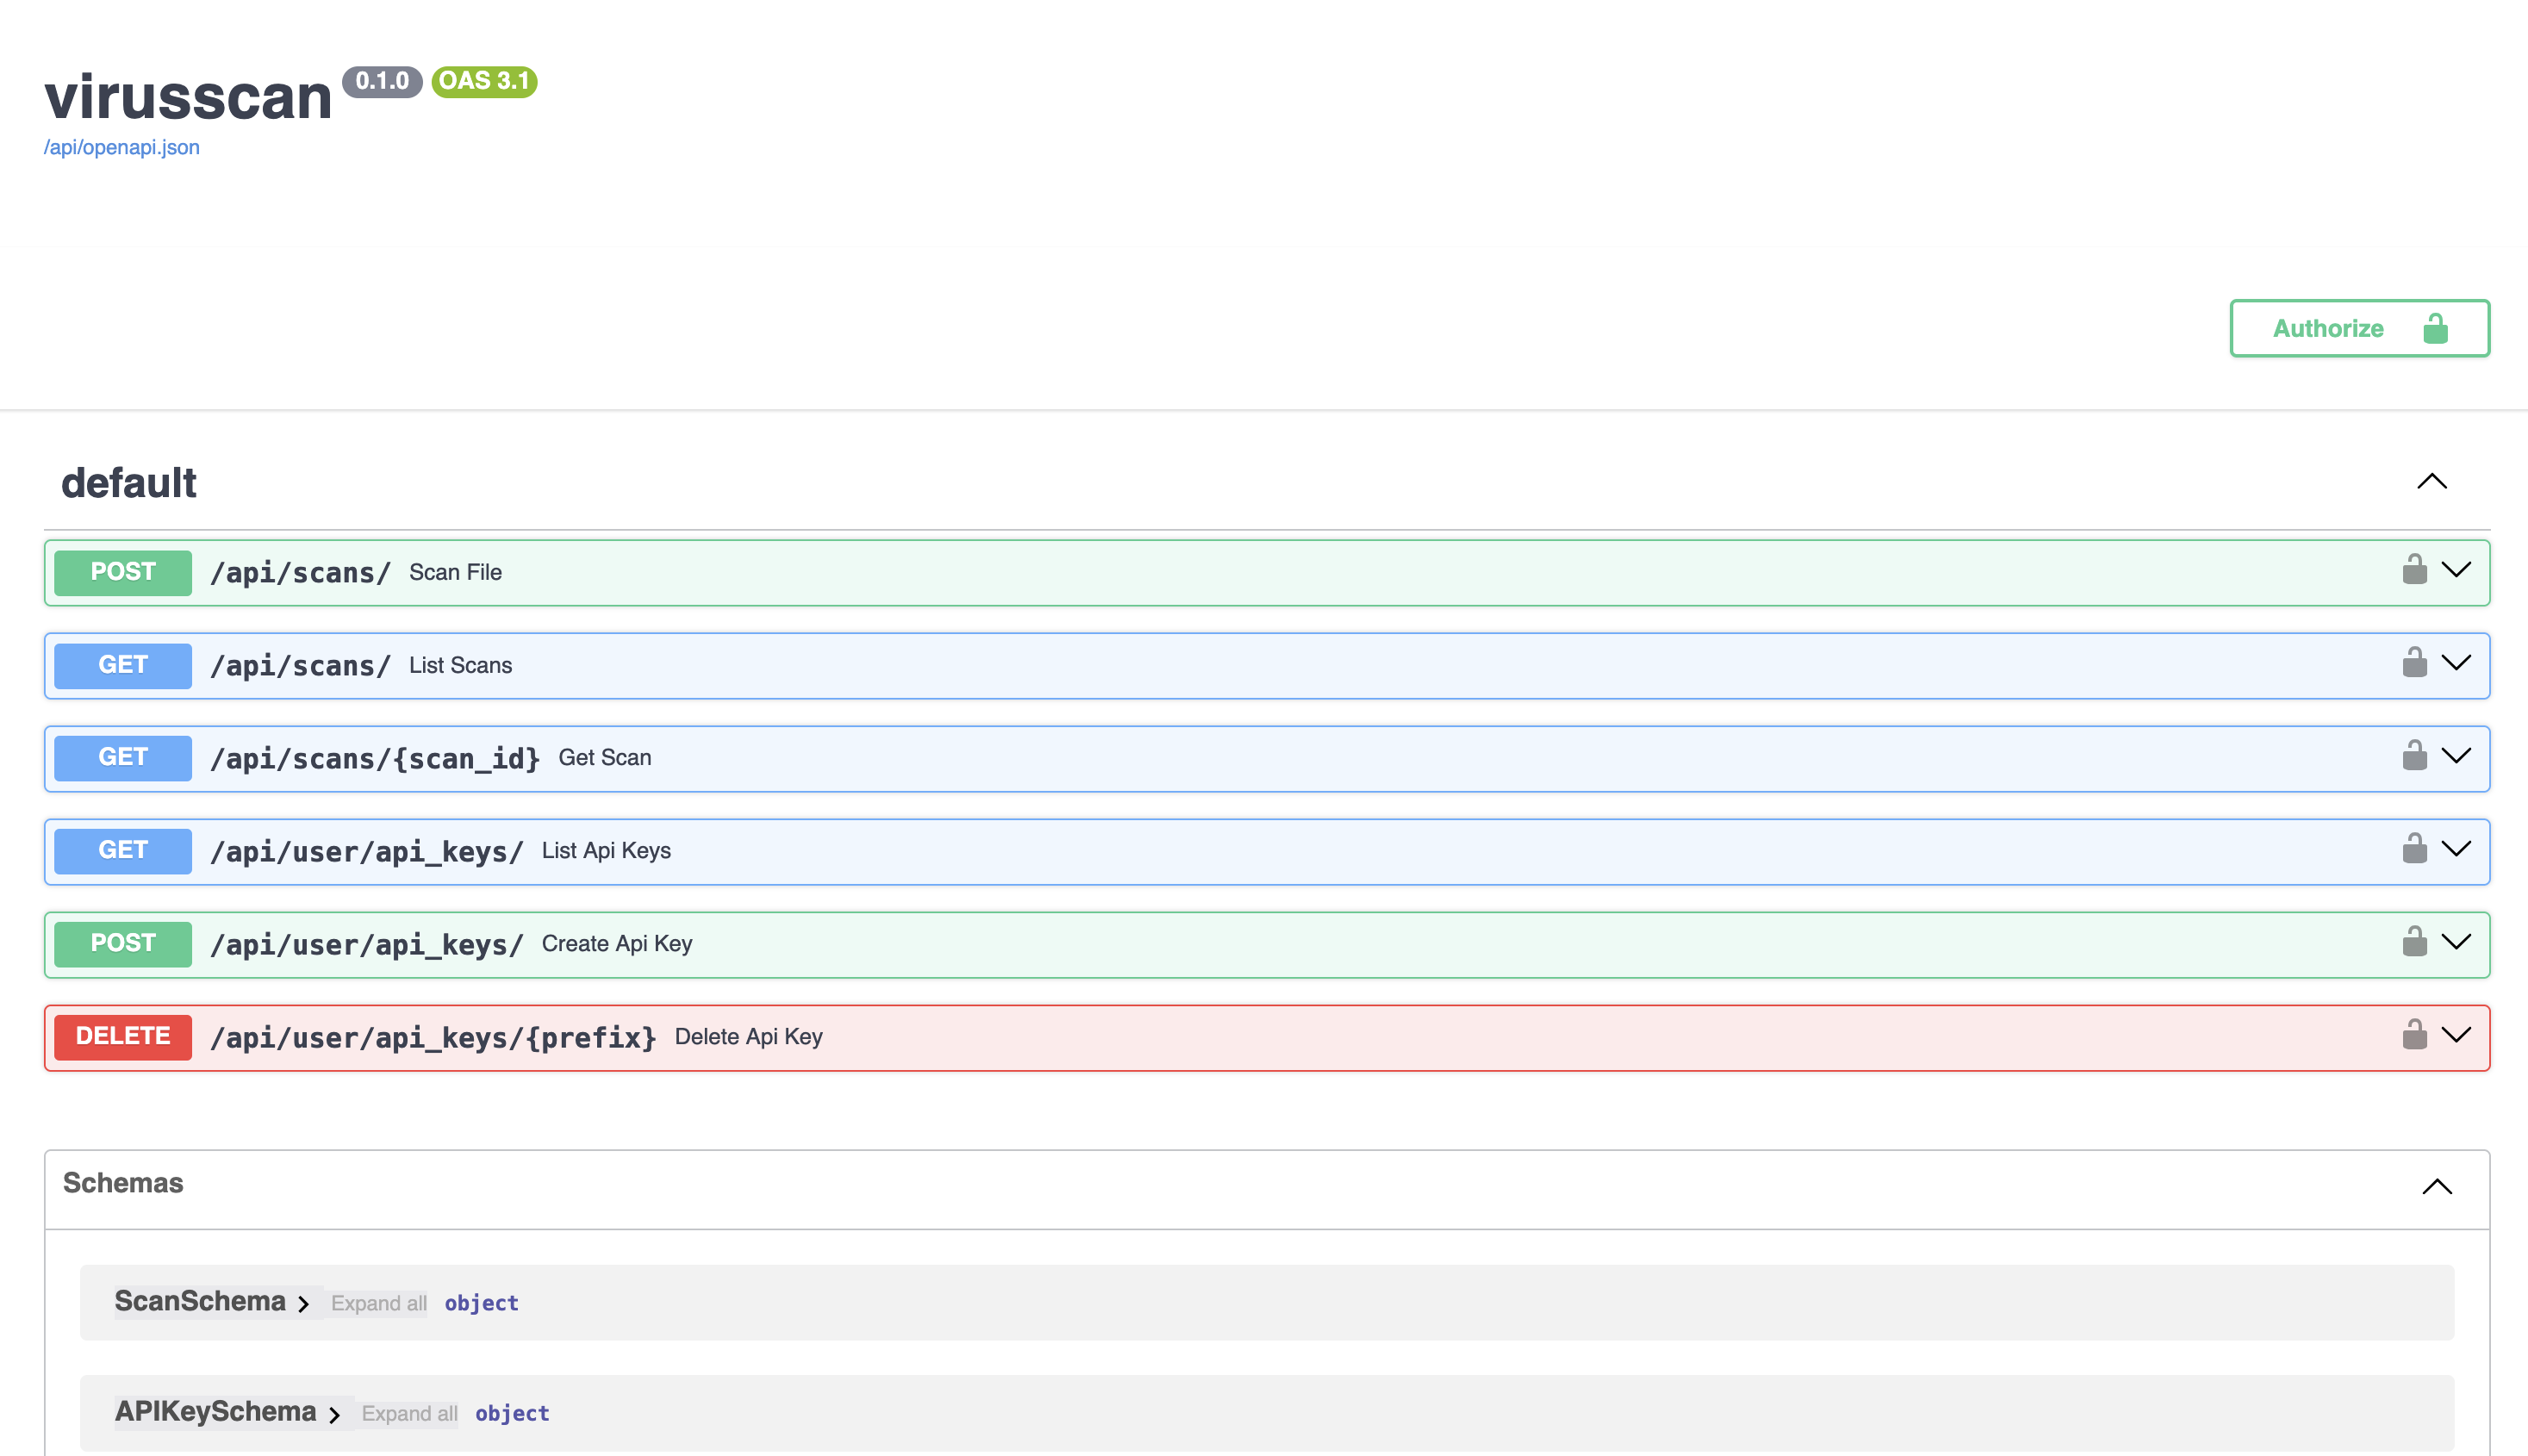 virusscan 0.1.0 OAS 3.1
/api/openapi.json
Authorize
default
POST /api/scans/ Scan File
GET /api/scans/ List Scans
GET /api/scans/{scan_id} Get Scan
GET /api/user/api_keys/ List Api Keys
POST /api/user/api_keys/ Create Api Key
DELETE /api/user/api_keys/{prefix} Delete Api Key
Schemas
ScanSchema Expand all object
APIKeySchema Expand all object